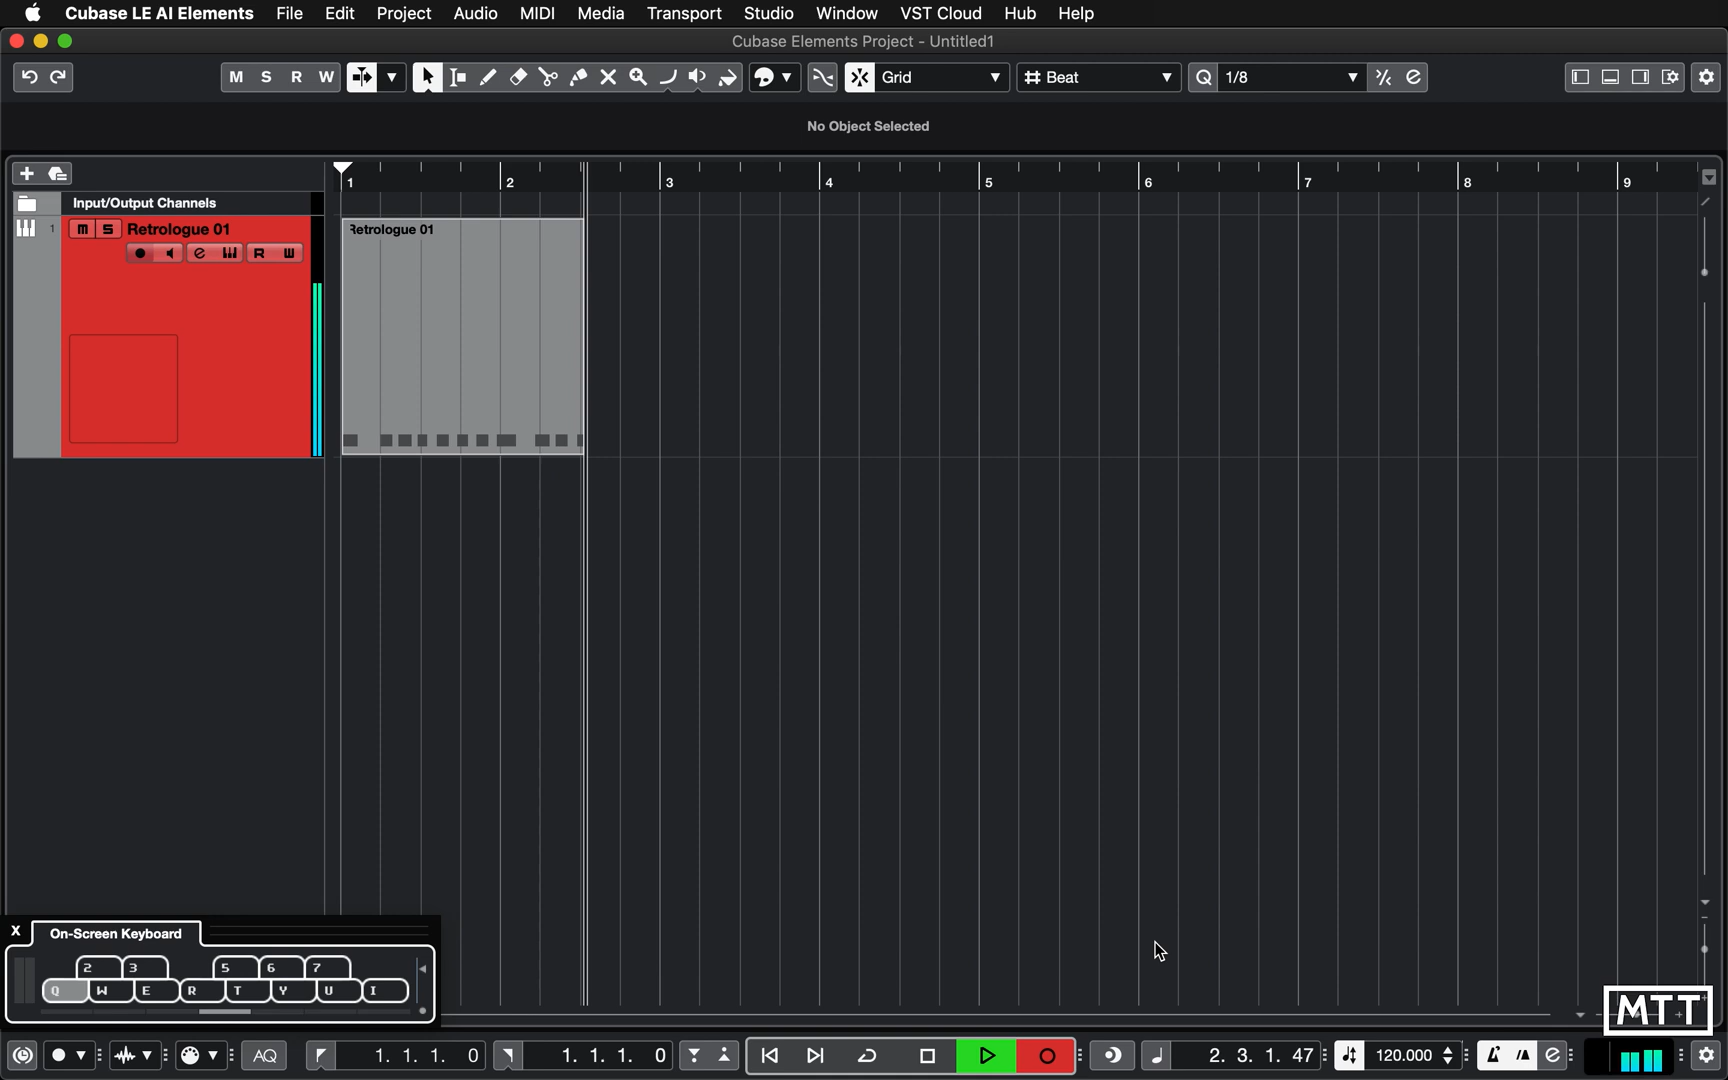 Cubase LE AI Elements File Edit Project Audio MIDI Media Transport Studio Window VST Cloud Hub Help
Cubase Elements Project - Untitled1
M S R W Grid Beat Q 1/8
No Object Selected
1 2 3 4 5 6 7 8 9
Input/Output Channels
1 m s Retrologue 01
e R W
Retrologue 01
x On-Screen Keyboard
2 3 5 6 7
Q W E R T Y U I
MTT
AQ 1. 1. 1. 0 1. 1. 1. 0 2. 3. 1. 47 120.000 e